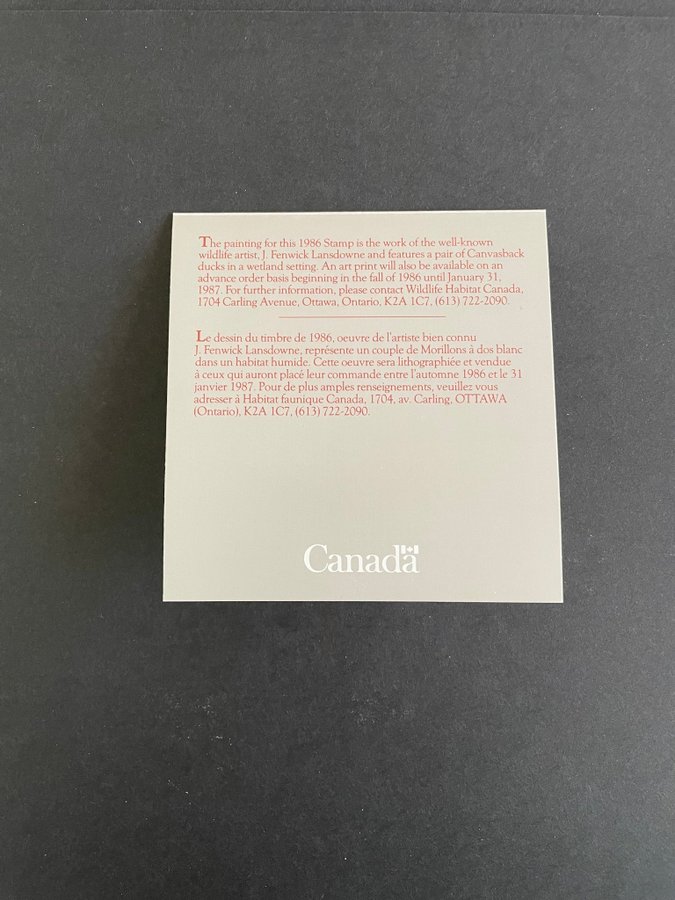 The painting for this 1986 Stamp is the work of the well-known
wildlife artist, J. Fenwick Lansdowne and features a pair of Canvasback
ducks in a wetland setting. An art print will also be available on an
advance order basis beginning in the fall of 1986 until January 31,
1987. For further information, please contact Wildlife Habitat Canada,
1704 Carling Avenue, Ottawa, Ontario, K2A 1C7, (613) 722-2090.
Le dessin du timbre de 1986, oeuvre de l'artiste bien connu
J. Fenwick Lansdowne, représente un couple de Morillons à dos blanc
dans un habitat humide. Cette oeuvre sera lithographiée et vendue
à ceux qui auront placé leur commande entre l'automne 1986 et le 31
janvier 1987. Pour de plus amples renseignements, veuillez vous
adresser à Habitat faunique Canada, 1704, av. Carling, OTTAWA
(Ontario), K2A 1C7, (613) 722-2090.
Canada